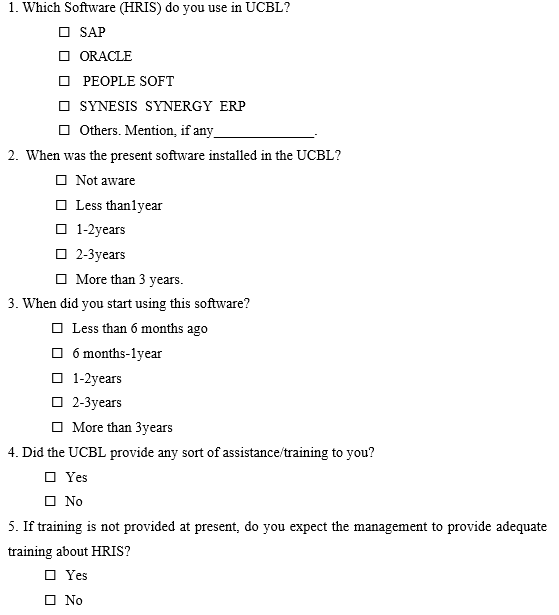 1. Which Software (HRIS) do you use in UCBL?
☐ SAP
☐ ORACLE
☐ PEOPLE SOFT
☐ SYNESIS SYNERGY ERP
☐ Others. Mention, if any_______________.
2. When was the present software installed in the UCBL?
☐ Not aware
☐ Less than1year
☐ 1-2years
☐ 2-3years
☐ More than 3 years.
3. When did you start using this software?
☐ Less than 6 months ago
☐ 6 months-1year
☐ 1-2years
☐ 2-3years
☐ More than 3years
4. Did the UCBL provide any sort of assistance/training to you?
☐ Yes
☐ No
5. If training is not provided at present, do you expect the management to provide adequate
training about HRIS?
☐ Yes
☐ No